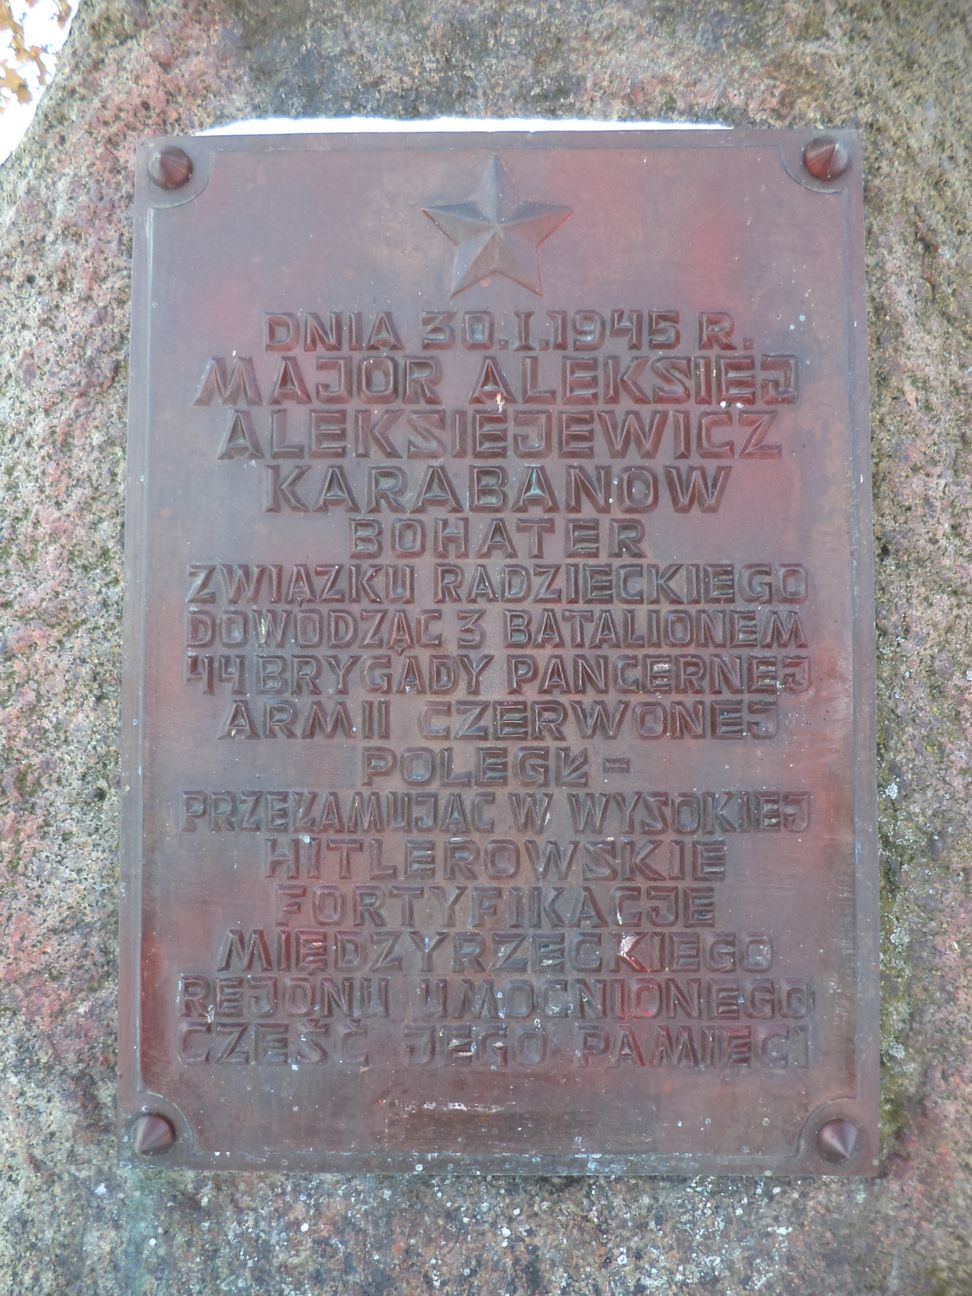 DNIA 30.I.1945 R.
MAJOR ALEKSIEJ
ALEKSIEJEWICZ
KARABANOW
BOHATER
ZWIĄZKU RADZIECKIEGO
DOWODZĄC 3 BATALIONEM
44 BRYGADY PANCERNEJ
ARMII CZERWONEJ
POLEGŁ -
PRZEŁAMUJĄC W WYSOKIEJ
HITLEROWSKIE
FORTYFIKACJE
MIĘDZYRZECKIEGO
REJONU UMOCNIONEGO
CZEŚĆ JEGO PAMIĘCI